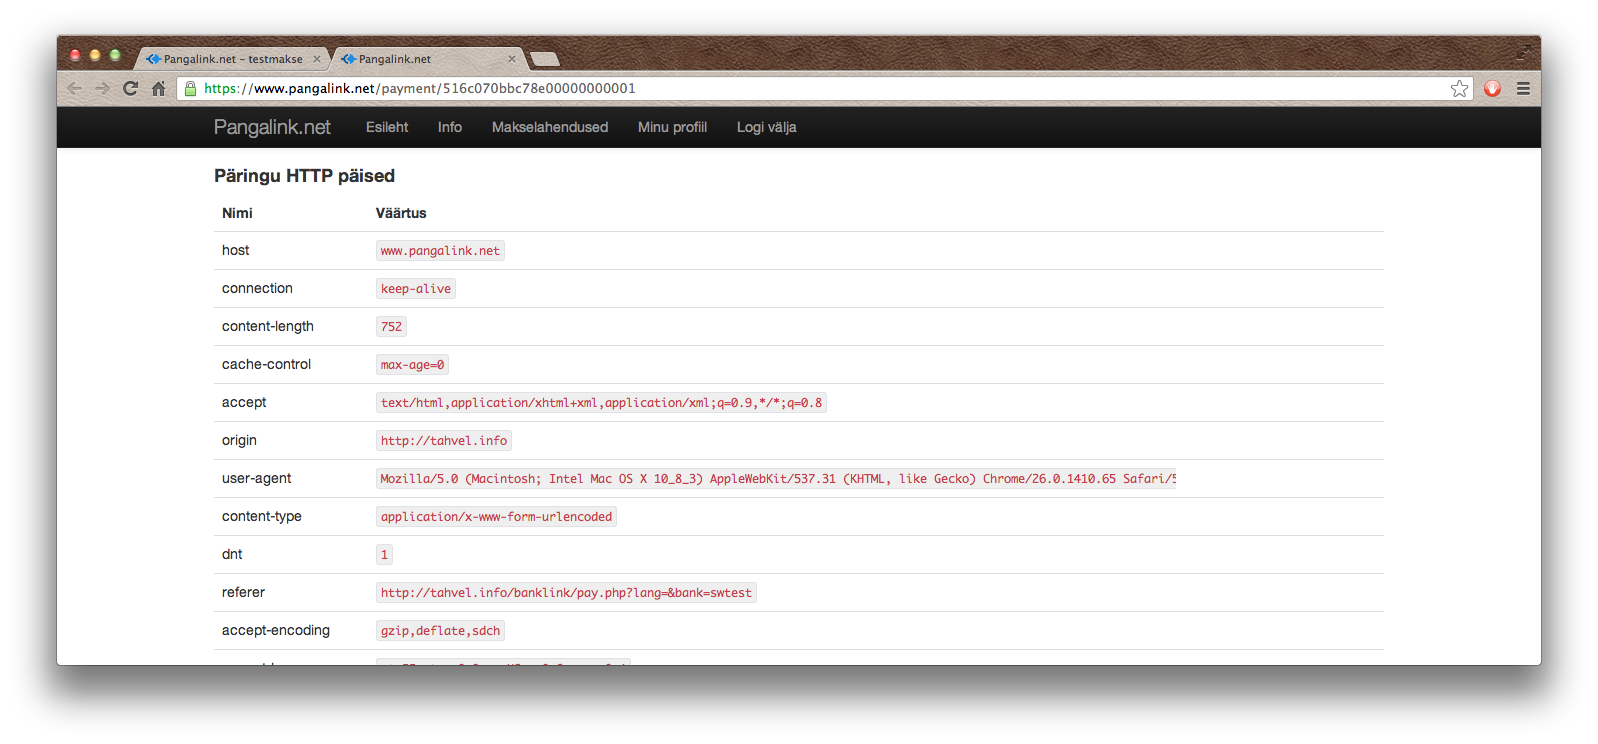 Pangalink.net – testmakse
Pangalink.net
https://www.pangalink.net/payment/516c070bbc78e00000000001
Pangalink.net Esileht Info Makselahendused Minu profiil Logi välja
Päringu HTTP päised
Nimi Väärtus
host www.pangalink.net
connection keep-alive
content-length 752
cache-control max-age=0
accept text/html,application/xhtml+xml,application/xml;q=0.9,*/*;q=0.8
origin http://tahvel.info
user-agent Mozilla/5.0 (Macintosh; Intel Mac OS X 10_8_3) AppleWebKit/537.31 (KHTML, like Gecko) Chrome/26.0.1410.65 Safari/5
content-type application/x-www-form-urlencoded
dnt 1
referer http://tahvel.info/banklink/pay.php?lang=&bank=swtest
accept-encoding gzip,deflate,sdch